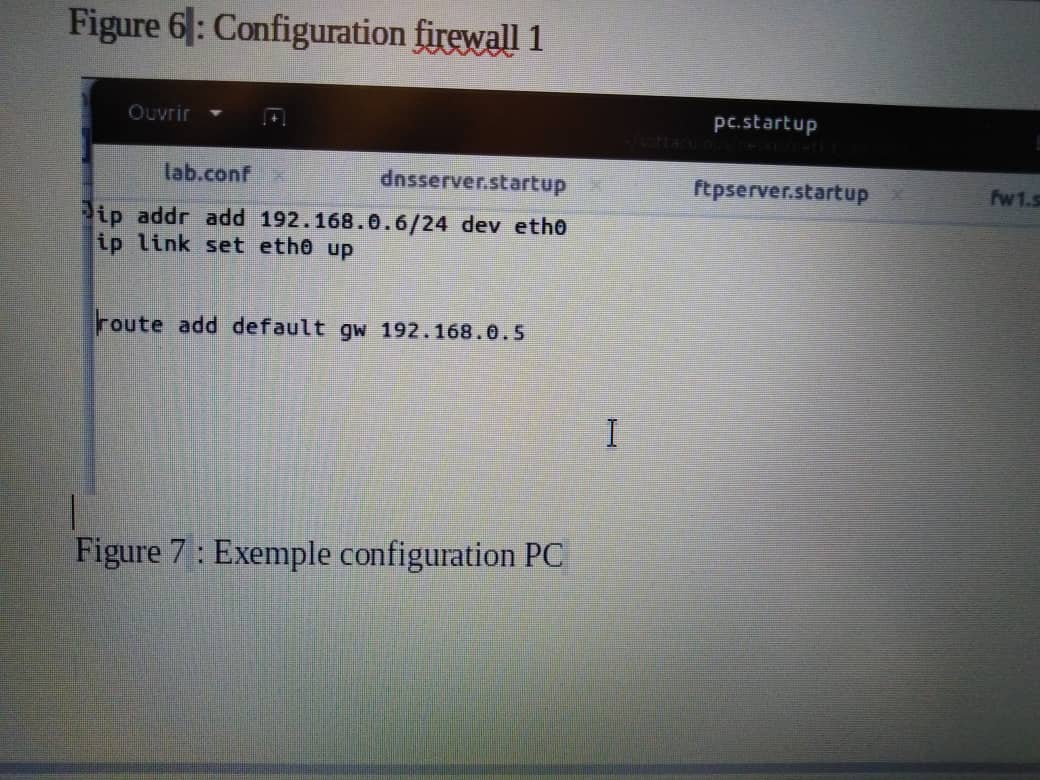 Figure 6 : Configuration firewall 1
Ouvrir
pc.startup
lab.conf
dnsserver.startup
ftpserver.startup
fw1.s
ip addr add 192.168.0.6/24 dev eth0
ip link set eth0 up
route add default gw 192.168.0.5
Figure 7 : Exemple configuration PC